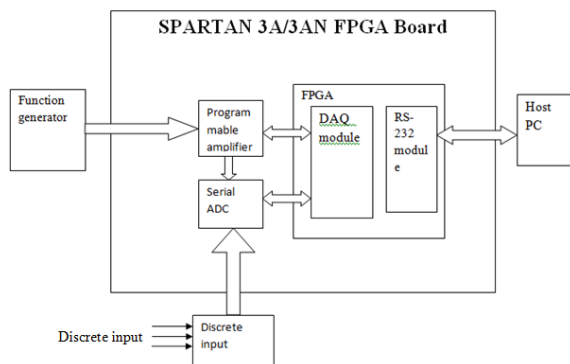 SPARTAN 3A/3AN FPGA Board
Function
generator
Program
mable
amplifier
Serial
ADC
FPGA
DAQ
module
RS-
232
modul
e
Host
PC
Discrete input
Discrete
input